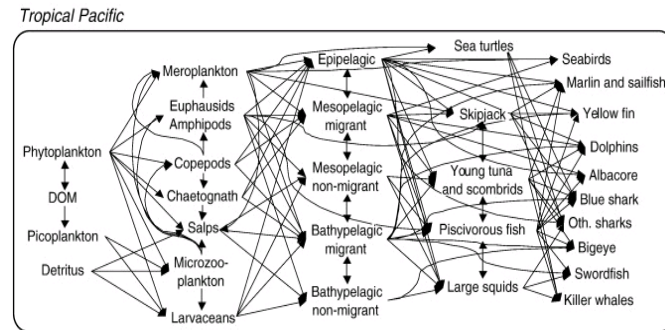 Tropical Pacific
Phytoplankton
DOM
Picoplankton
Detritus
Meroplankton
Euphausids
Amphipods
Copepods
Chaetognath
Salps
Microzoo-
plankton
Larvaceans
Epipelagic
Mesopelagic
migrant
Mesopelagic
non-migrant
Bathypelagic
migrant
Bathypelagic
non-migrant
Sea turtles
Skipjack
Young tuna
and scombrids
Piscivorous fish
Large squids
Seabirds
Marlin and sailfish
Yellow fin
Dolphins
Albacore
Blue shark
Oth. sharks
Bigeye
Swordfish
Killer whales